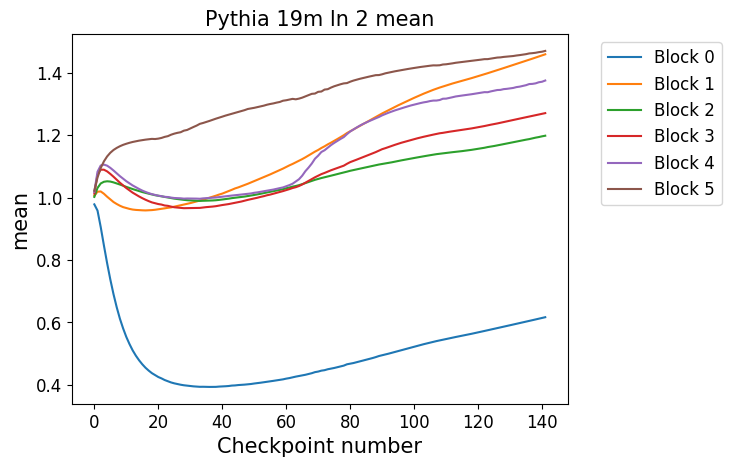 Pythia 19m ln 2 mean
mean
1.4
1.2
1.0
0.8
0.6
0.4
0 20 40 60 80 100 120 140
Checkpoint number
Block 0
Block 1
Block 2
Block 3
Block 4
Block 5